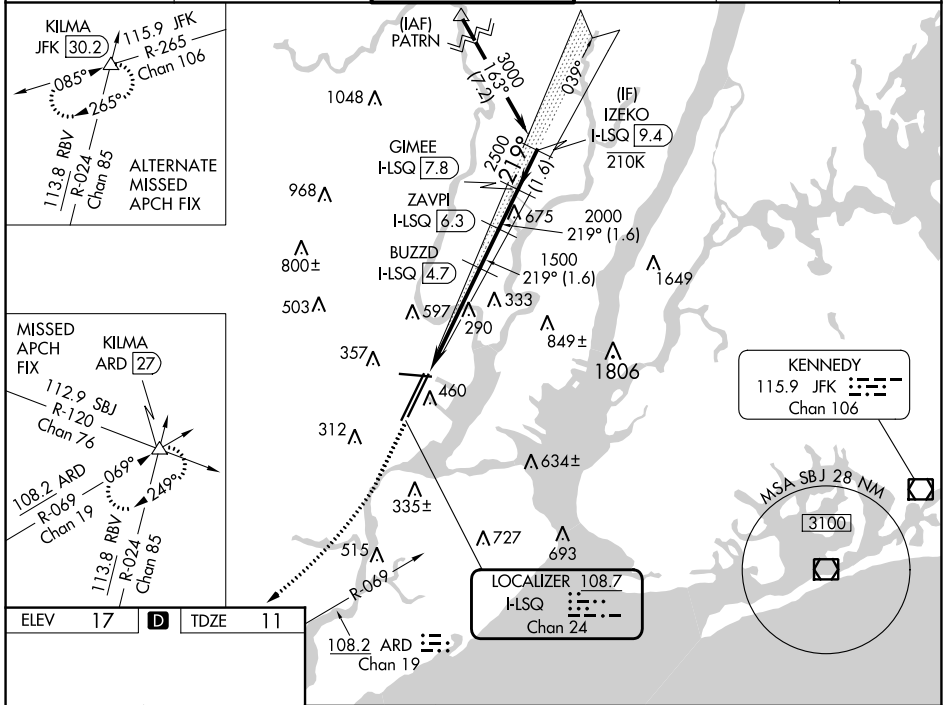 KILMA
JFK 30.2
115.9 JFK
R-265
Chan 106
085°
265°
113.8 RBV
R-024
Chan 85
ALTERNATE
MISSED
APCH FIX
(IAF)
PATRN
3000
163°
(7.2)
039°
(IF)
IZEKO
I-LSQ 9.4
210K
1048
GIMEE
I-LSQ 7.8
2500
219°
(1.6)
968
ZAVPI
I-LSQ 6.3
675
2000
219° (1.6)
800±
BUZZD
I-LSQ 4.7
1500
219° (1.6)
1649
503
597
333
290
849±
1806
357
460
312
634±
335±
727
693
515
R-069
MISSED
APCH
FIX
KILMA
ARD 27
112.9 SBJ
R-120
Chan 76
108.2 ARD
R-069
Chan 19
069°
249°
113.8 RBV
R-024
Chan 85
KENNEDY
115.9 JFK
Chan 106
MSA SBJ 28 NM
3100
LOCALIZER 108.7
I-LSQ
Chan 24
108.2 ARD
Chan 19
ELEV 17 D TDZE 11